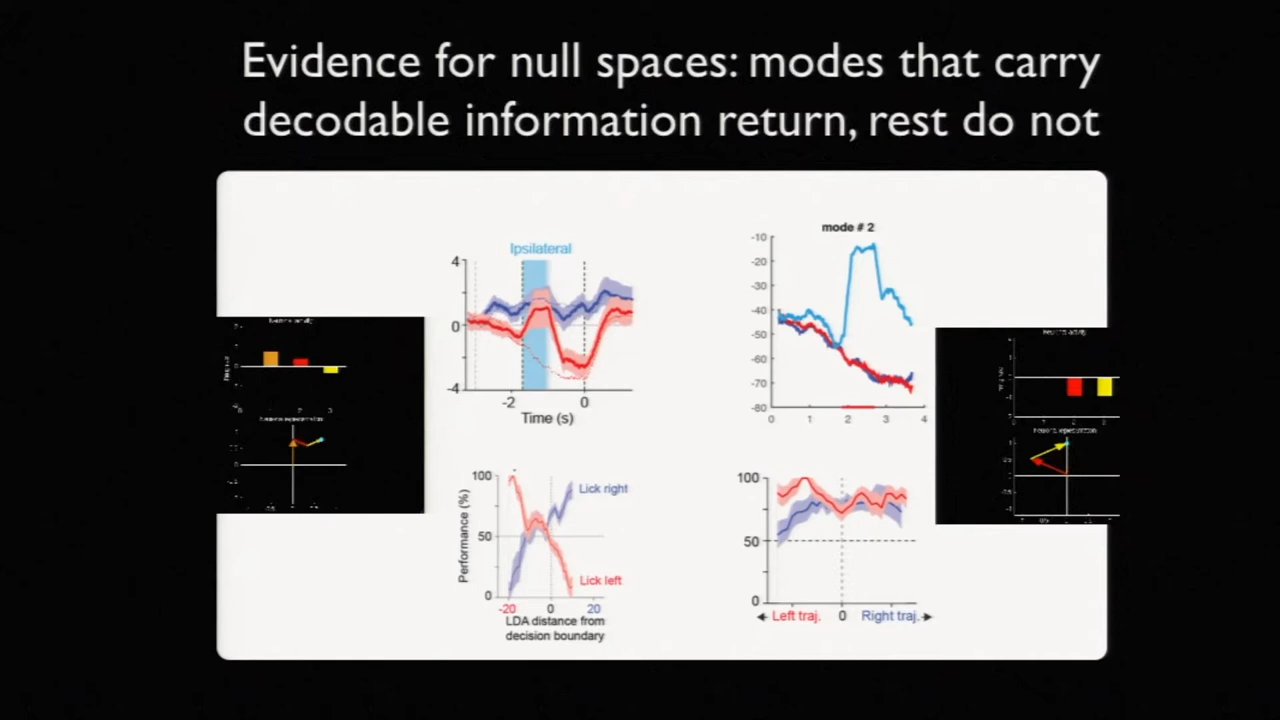 Evidence for null spaces: modes that carry
decodable information return, rest do not
Ipsilateral
4
0
-4
-2
0
Time (s)
mode # 2
-10
-20
-30
-40
-50
-60
-70
-80
0
1
2
3
4
Neuro's representation
100
50
0
Performance (%)
Lick right
Lick left
-20
0
20
LDA distance from
decision boundary
100
50
0
Left traj.
0
Right traj.